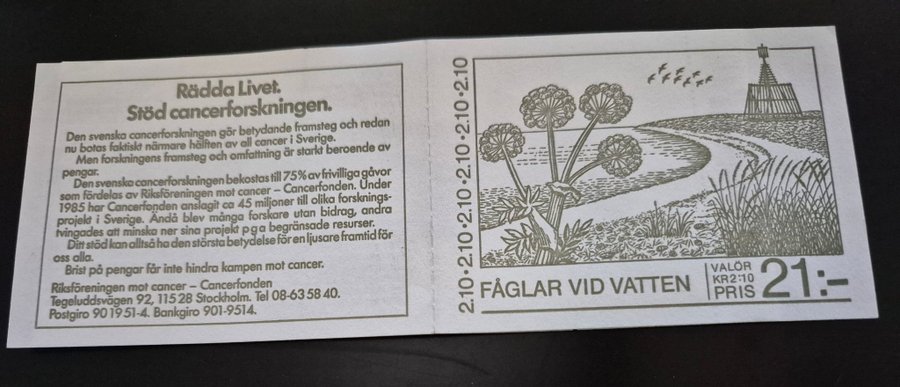 Rädda Livet.
Stöd cancerforskningen.
Den svenska cancerforskningen gör betydande framsteg och redan
nu botas faktiskt närmare hälften av all cancer i Sverige.
Men forskningens framsteg och omfattning är starkt beroende av
pengar.
Den svenska cancerforskningen bekostas till 75% av frivilliga gåvor
som fördelas av Riksföreningen mot cancer – Cancerfonden. Under
1985 har Cancerfonden anslagit ca 45 miljoner till olika forsknings-
projekt i Sverige. Ändå blev många forskare utan bidrag, andra
tvingades att minska ner sina projekt p g a begränsade resurser.
Ditt stöd kan alltså ha den största betydelse för en ljusare framtid för
oss alla.
Brist på pengar får inte hindra kampen mot cancer.
Riksföreningen mot cancer – Cancerfonden
Tegeluddsvägen 92, 115 28 Stockholm. Tel 08-63 58 40.
Postgiro 90 19 51-4. Bankgiro 901-9514.
2.10·2.10·2.10·2.10·2.10·2.10
FÅGLAR VID VATTEN
VALÖR
KR 2:10
PRIS 21:-